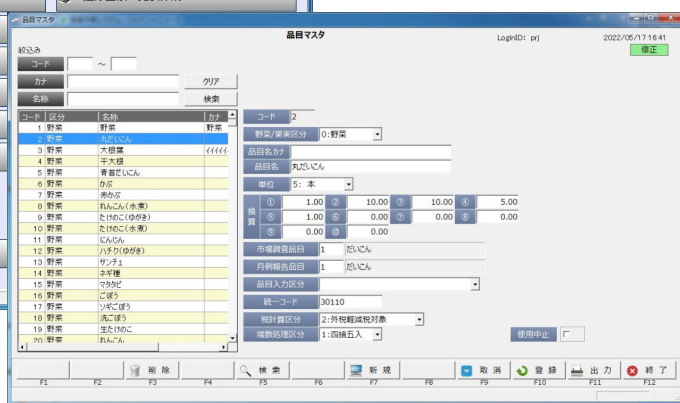 品目マスタ
品目マスタ
LoginID: prj
2022/05/17 16:41
修正
絞込み
コード ～
カナ クリア
名称 検索
コード 区分 名称 カナ
1 野菜 野菜 野菜
2 野菜 丸だいこん
3 野菜 大根葉 イイイイイ
4 野菜 干大根
5 野菜 青首だいこん
6 野菜 かぶ
7 野菜 赤かぶ
8 野菜 れんこん(水煮)
9 野菜 たけのこ(ゆがき)
10 野菜 たけのこ(水煮)
11 野菜 にんじん
12 野菜 ハチク(ゆがき)
13 野菜 サンチェ
14 野菜 ネギ種
15 野菜 マタタビ
16 野菜 ごぼう
17 野菜 ソギごぼう
18 野菜 洗ごぼう
19 野菜 生たけのこ
20 野菜 れんこん
コード 2
野菜/果実区分 0:野菜
品目名カナ
品目名 丸だいこん
単位 5: 本
換算
① 1.00 ② 10.00 ③ 10.00 ④ 5.00
⑤ 1.00 ⑥ 0.00 ⑦ 0.00 ⑧ 0.00
⑨ 0.00 ⑩ 0.00
市場調査品目 1 だいこん
月例報告品目 1 だいこん
品目入力区分
統一コード 30110
税計算区分 2:外税軽減税対象
端数処理区分 1:四捨五入
使用中止
削 除 検 索 新 規 取 消 登 録 出 力 終 了
F1 F2 F3 F4 F5 F6 F7 F8 F9 F10 F11 F12